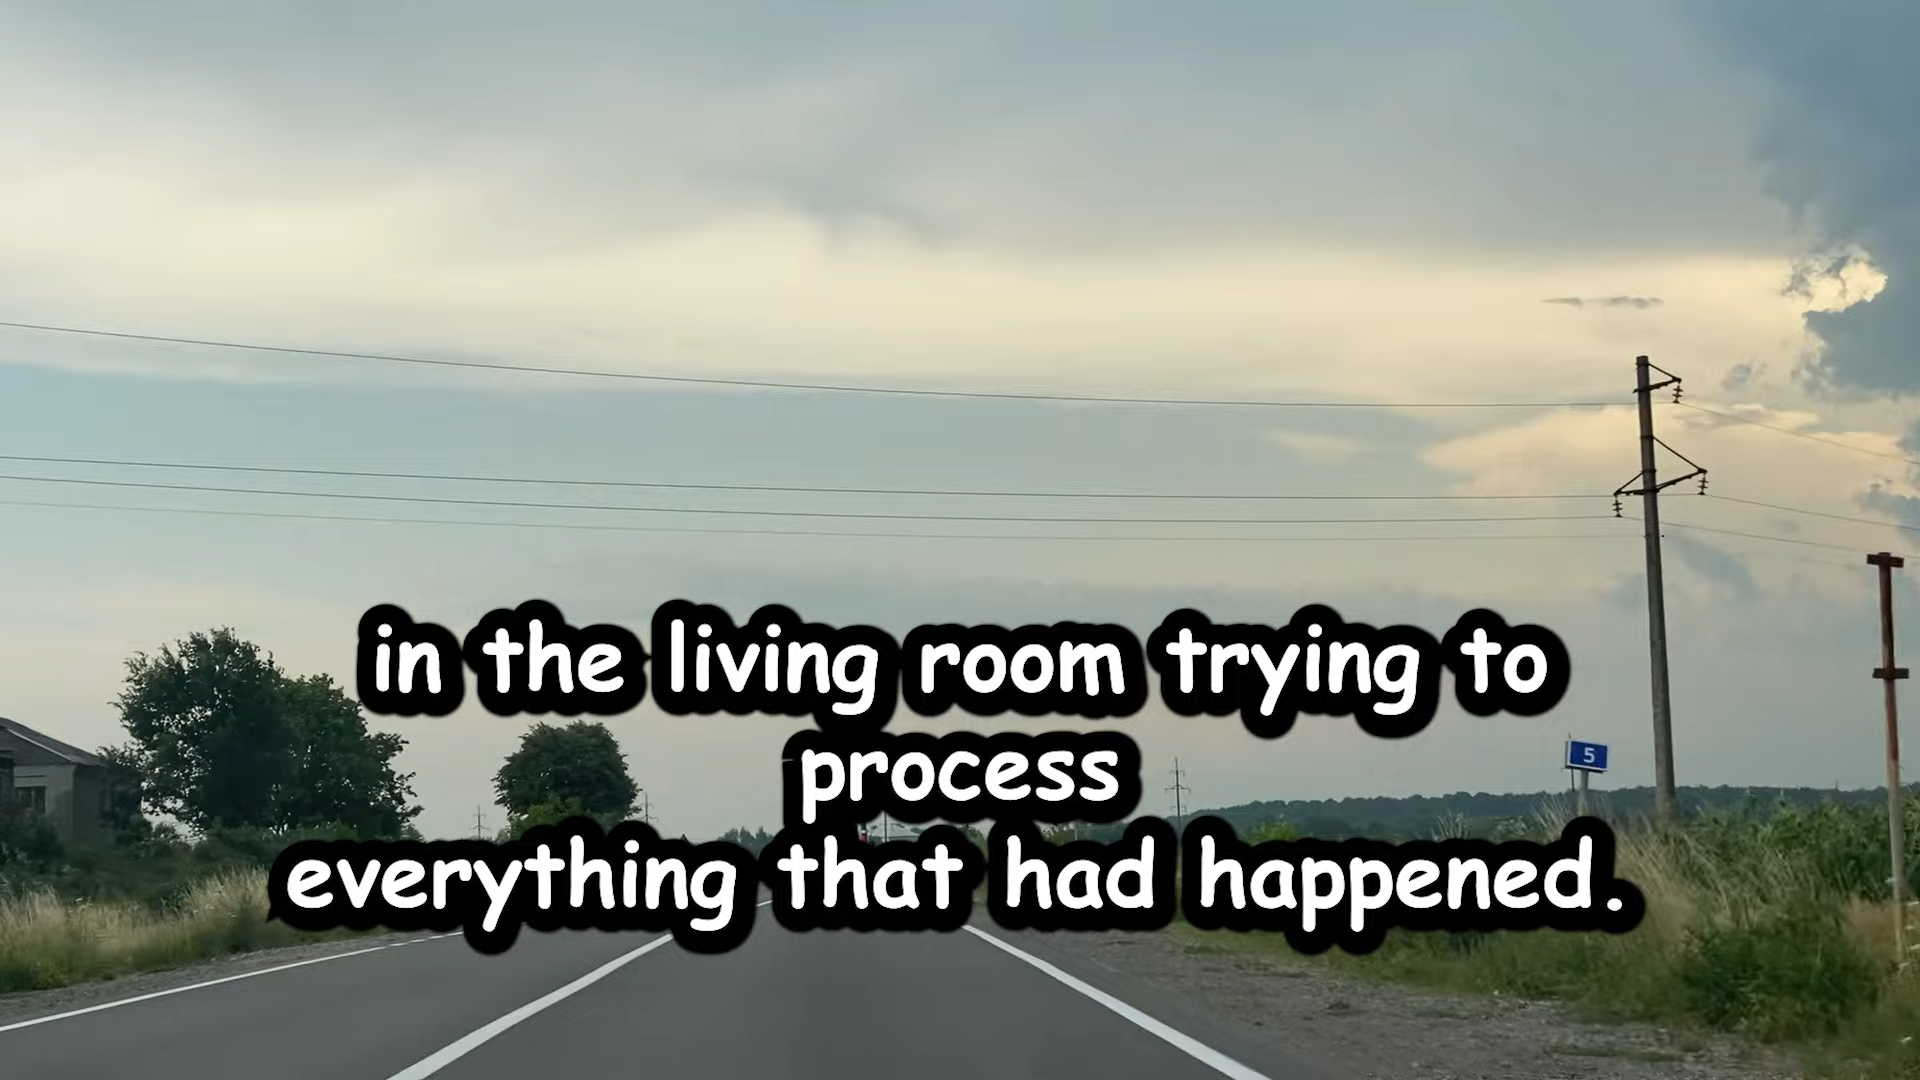 in the living room trying to
process
everything that had happened.
5